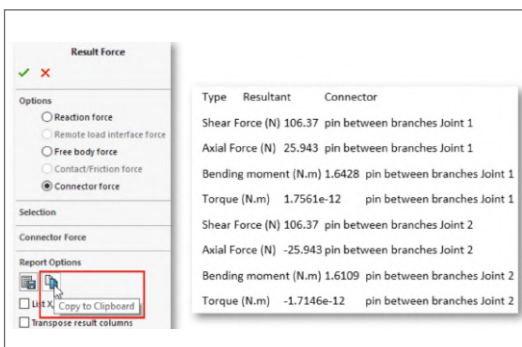 Result Force
Options
Reaction force
Remote load interface force
Free body force
Contact/Friction force
Connector force
Selection
Connector Force
Report Options
Copy to Clipboard
Transpose result columns
Type Resultant Connector
Shear Force (N) 106.37 pin between branches Joint 1
Axial Force (N) 25.943 pin between branches Joint 1
Bending moment (N.m) 1.6428 pin between branches Joint 1
Torque (N.m) 1.7561e-12 pin between branches Joint 1
Shear Force (N) 106.37 pin between branches Joint 2
Axial Force (N) -25.943 pin between branches Joint 2
Bending moment (N.m) 1.6109 pin between branches Joint 2
Torque (N.m) -1.7146e-12 pin between branches Joint 2